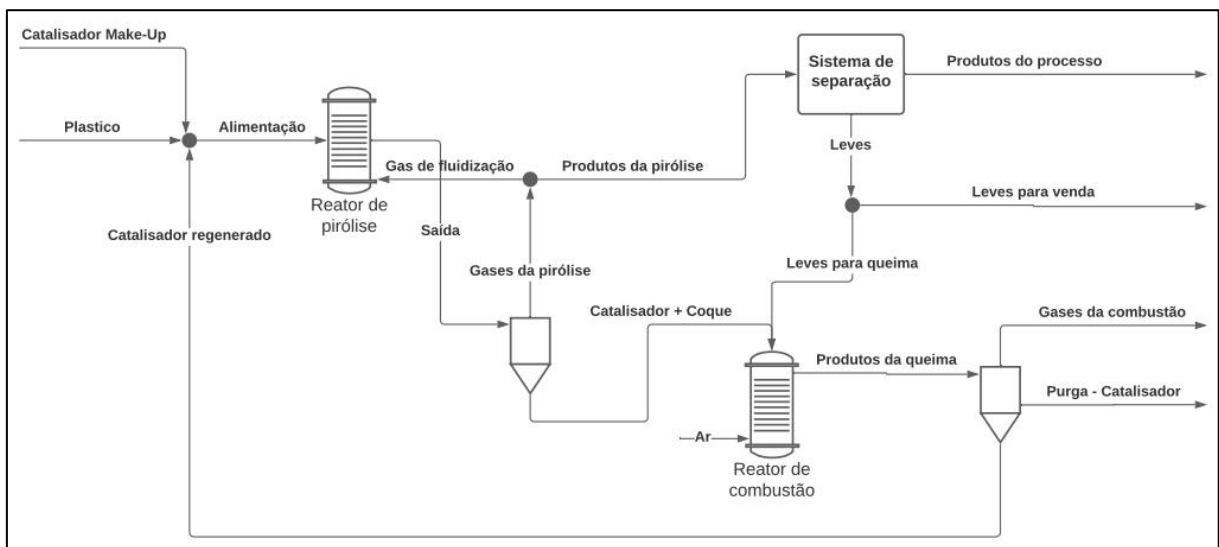 Catalisador Make-Up
Plastico
Alimentação
Reator de
pirólise
Gas de fluidização
Produtos da pirólise
Sistema de
separação
Produtos do processo
Leves
Leves para venda
Catalisador regenerado
Saída
Gases da pirólise
Leves para queima
Catalisador + Coque
Gases da combustão
Produtos da queima
Purga - Catalisador
Ar
Reator de
combustão